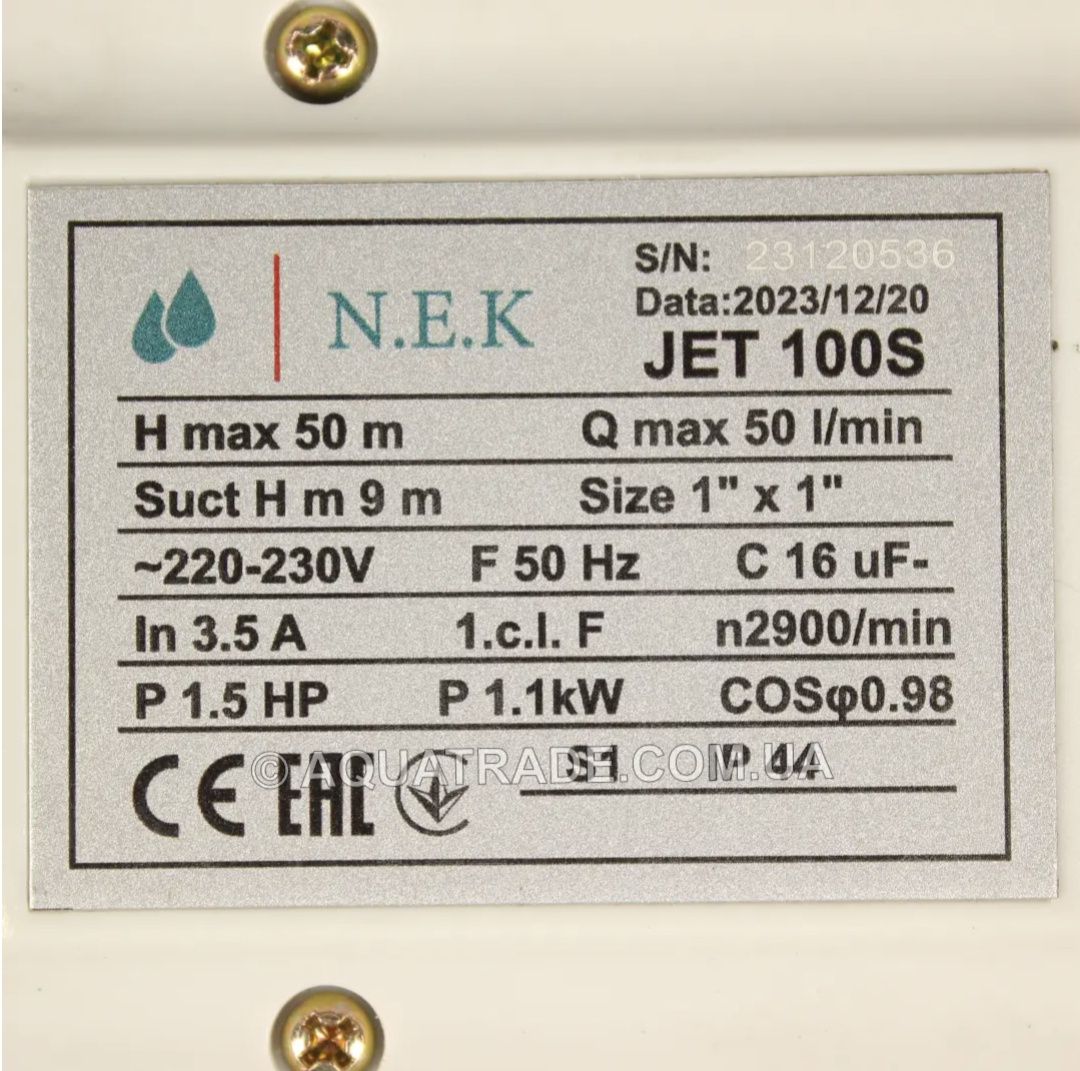 N.E.K
S/N: 23120536
Data:2023/12/20
JET 100S
H max 50 m Q max 50 l/min
Suct H m 9 m Size 1" x 1"
~220-230V F 50 Hz C 16 uF-
In 3.5 A 1.c.l. F n2900/min
P 1.5 HP P 1.1kW COSφ0.98
S1 P 44
CE EAC
© AQUATRADE.COM.UA